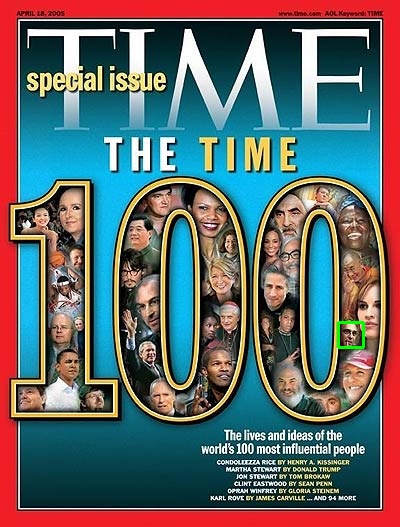 APRIL 18, 2005
www.time.com AOL Keyword: TIME
TIME
special issue
THE TIME
100
The lives and ideas of the
world's 100 most influential people
CONDOLEEZZA RICE BY HENRY A. KISSINGER
MARTHA STEWART BY DONALD TRUMP
JON STEWART BY TOM BROKAW
CLINT EASTWOOD BY SEAN PENN
OPRAH WINFREY BY GLORIA STEINEM
KARL ROVE BY JAMES CARVILLE ... AND 94 MORE